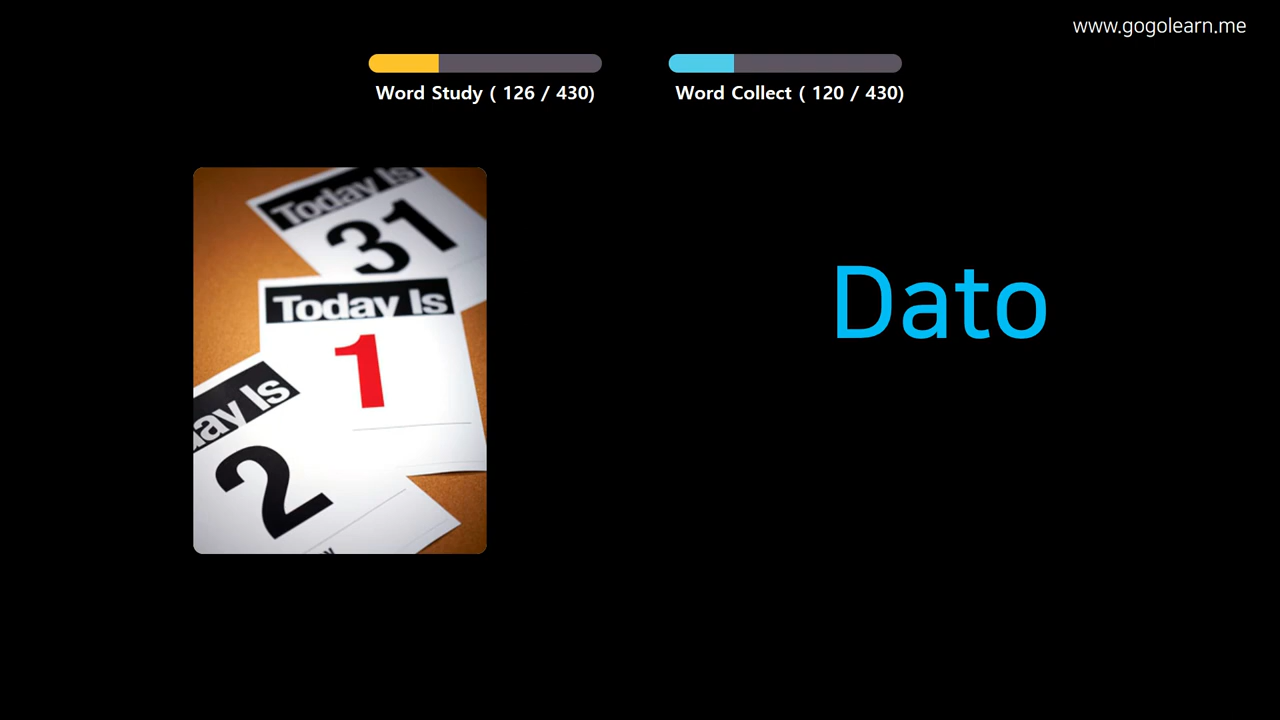 www.gogolearn.me
Word Study ( 126 / 430)
Word Collect ( 120 / 430)
Today Is
31
Today Is
1
ay Is
2
Dato